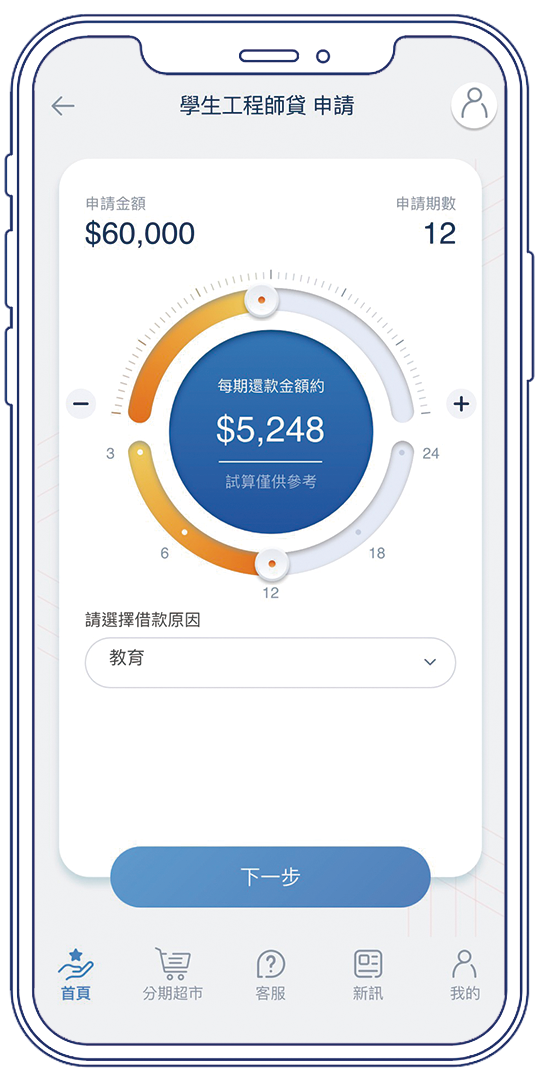 學生工程師貸 申請
申請金額
申請期數
$60,000
12
每期還款金額約
$5,248
試算僅供參考
3
24
6
18
12
請選擇借款原因
教育
下一步
首頁
分期超市
客服
新訊
我的